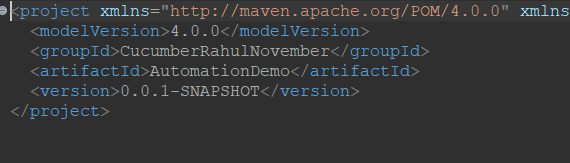 <project xmlns="http://maven.apache.org/POM/4.0.0" xmlns
<modelVersion>4.0.0</modelVersion>
<groupId>CucumberRahulNovember</groupId>
<artifactId>AutomationDemo</artifactId>
<version>0.0.1-SNAPSHOT</version>
</project>